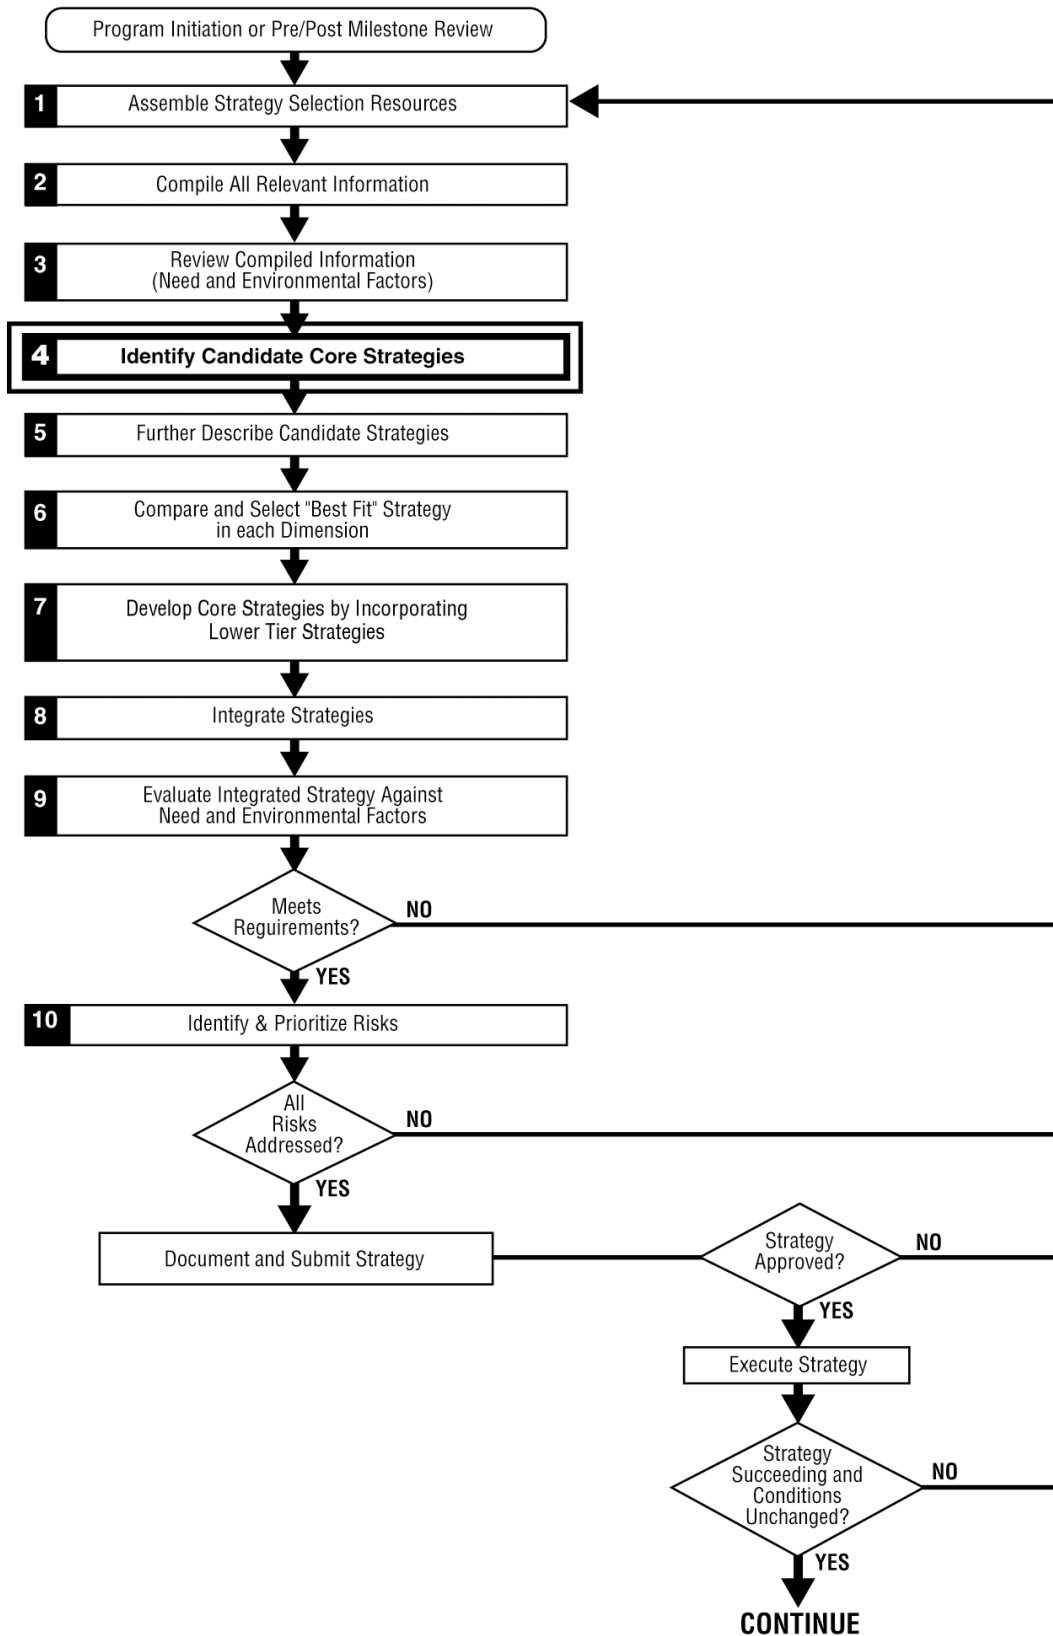 Program Initiation or Pre/Post Milestone Review
1
Assemble Strategy Selection Resources
2
Compile All Relevant Information
3
Review Compiled Information
(Need and Environmental Factors)
4
Identify Candidate Core Strategies
5
Further Describe Candidate Strategies
6
Compare and Select "Best Fit" Strategy
in each Dimension
7
Develop Core Strategies by Incorporating
Lower Tier Strategies
8
Integrate Strategies
9
Evaluate Integrated Strategy Against
Need and Environmental Factors
Meets
Reguirements?
NO
YES
10
Identify & Prioritize Risks
All
Risks
Addressed?
NO
YES
Document and Submit Strategy
Strategy
Approved?
NO
YES
Execute Strategy
Strategy
Succeeding and
Conditions
Unchanged?
NO
YES
CONTINUE